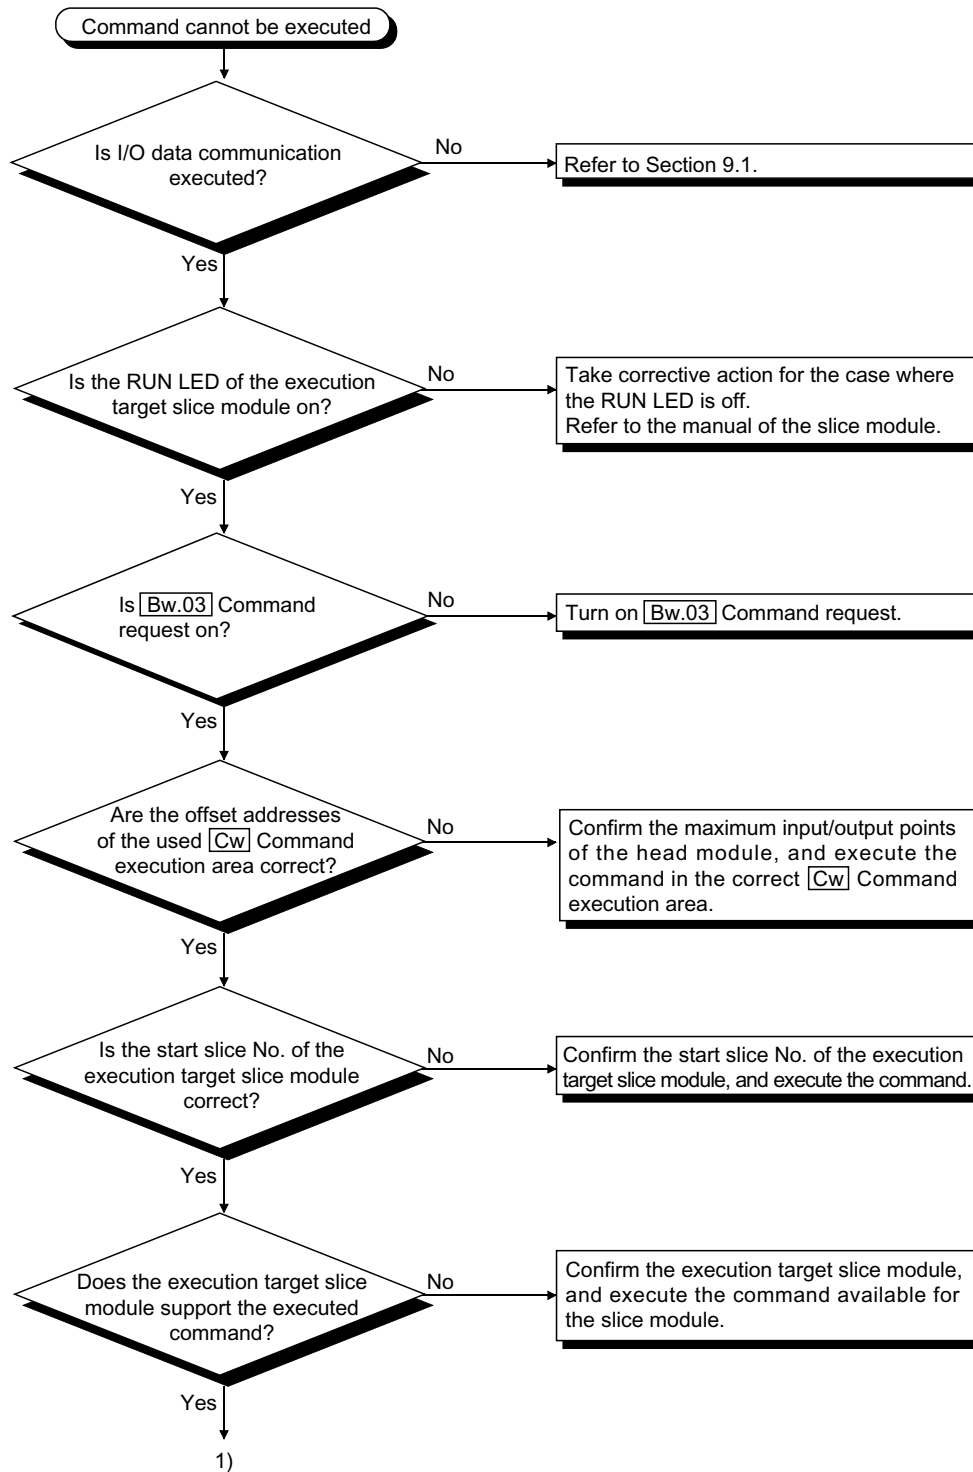 Command cannot be executed
Is I/O data communication
executed?
No
Refer to Section 9.1.
Yes
Is the RUN LED of the execution
target slice module on?
No
Take corrective action for the case where
the RUN LED is off.
Refer to the manual of the slice module.
Yes
Is Bw.03 Command
request on?
No
Turn on Bw.03 Command request.
Yes
Are the offset addresses
of the used Cw Command
execution area correct?
No
Confirm the maximum input/output points
of the head module, and execute the
command in the correct Cw Command
execution area.
Yes
Is the start slice No. of the
execution target slice module
correct?
No
Confirm the start slice No. of the execution
target slice module, and execute the command.
Yes
Does the execution target slice
module support the executed
command?
No
Confirm the execution target slice module,
and execute the command available for
the slice module.
Yes
1)